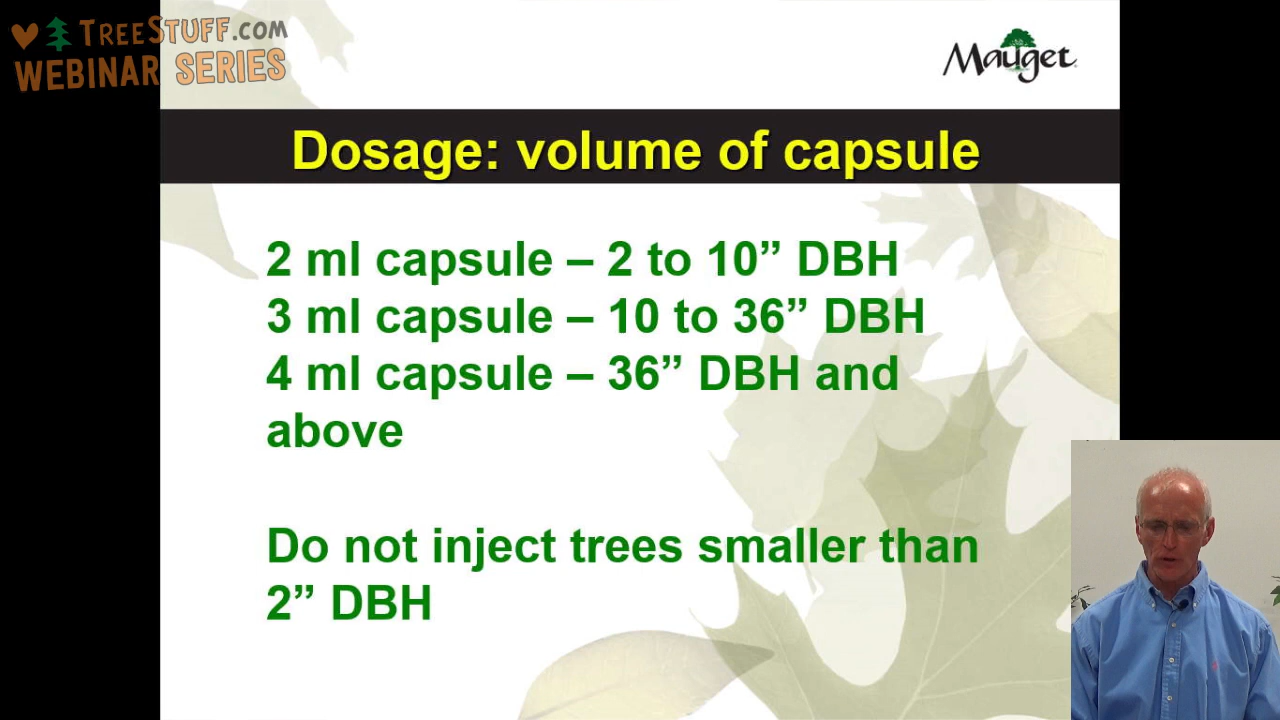 TREESTUFF.COM
WEBINAR SERIES
Mauget
Dosage: volume of capsule
2 ml capsule – 2 to 10” DBH
3 ml capsule – 10 to 36” DBH
4 ml capsule – 36” DBH and
above
Do not inject trees smaller than
2” DBH